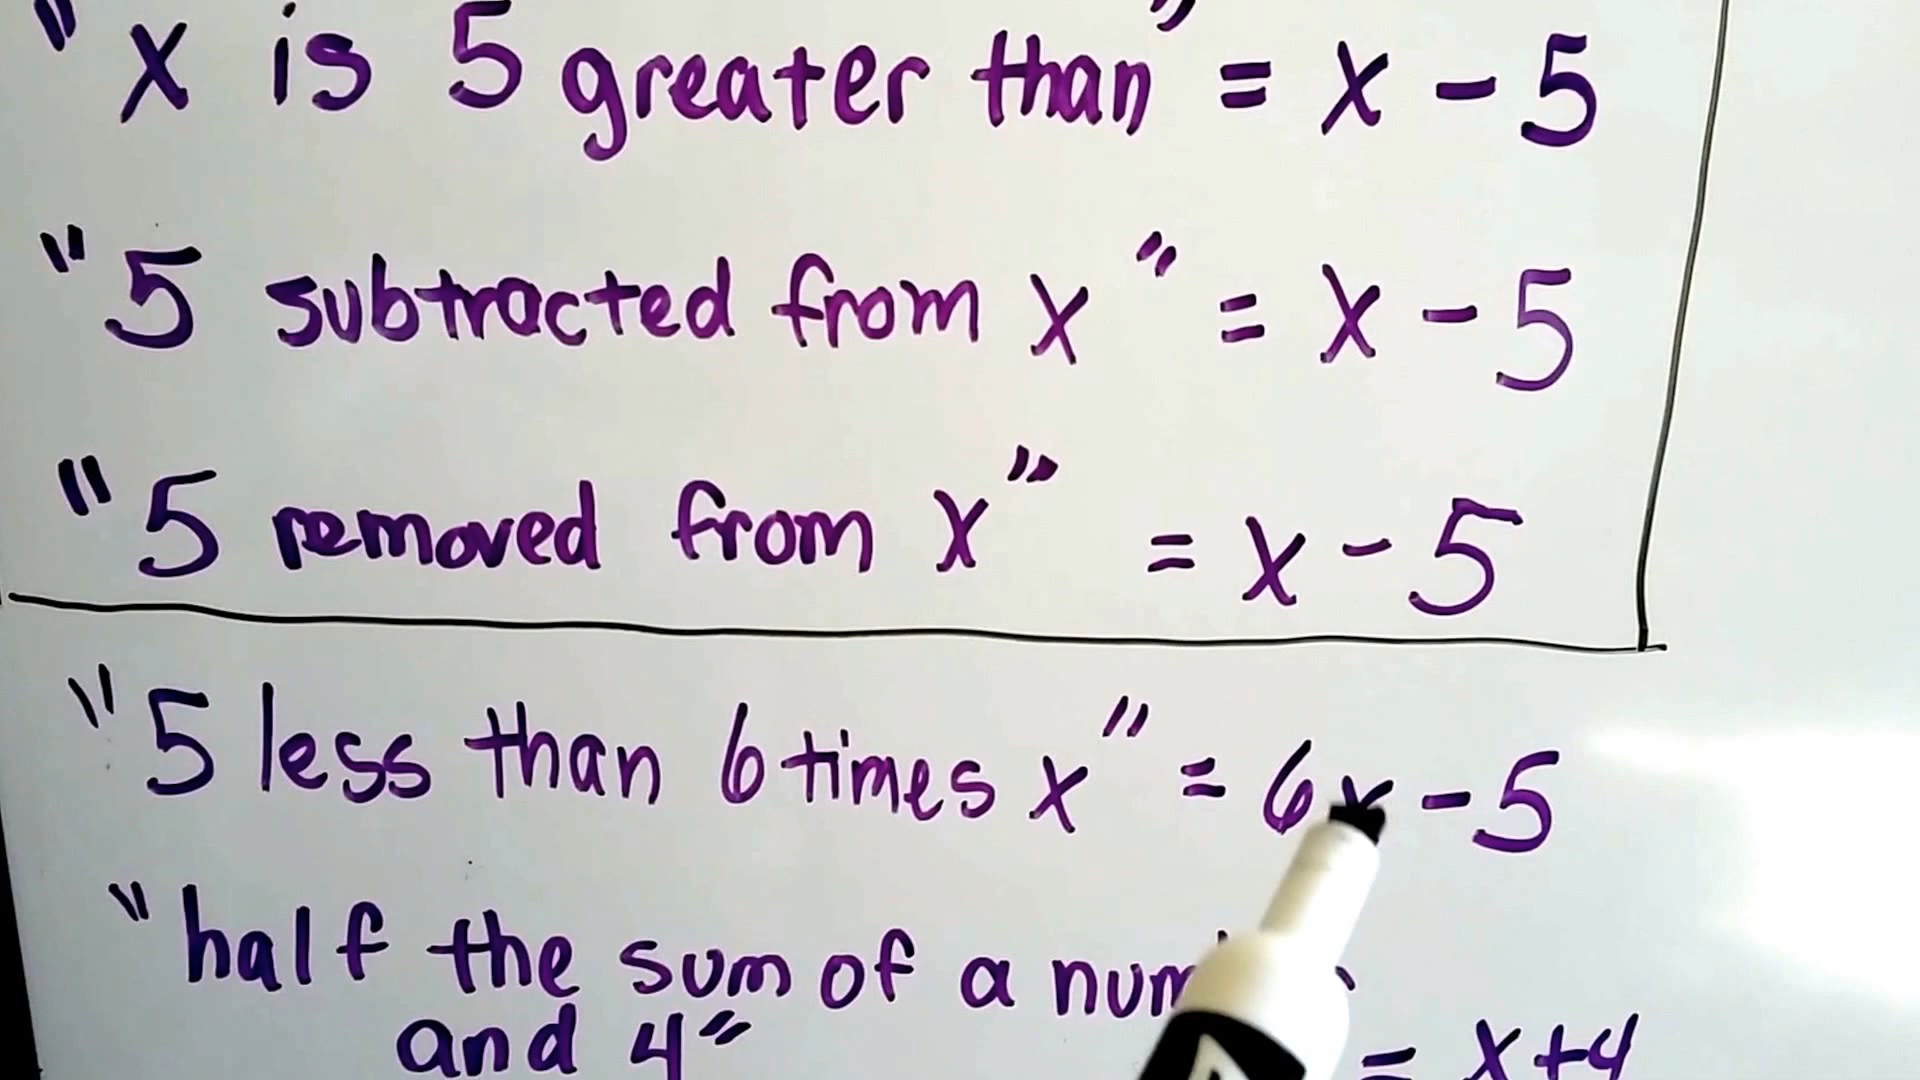 "x is 5 greater than" = x - 5
"5 subtracted from x" = x - 5
"5 removed from x" = x - 5
"5 less than 6 times x" = 6x - 5
"half the sum of a
and 4" = x+4